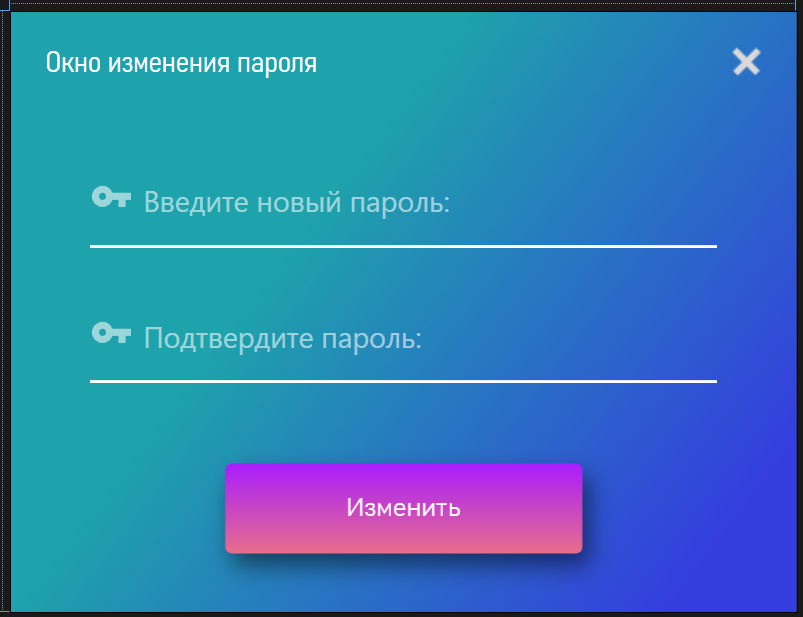 Окно изменения пароля
Введите новый пароль:
Подтвердите пароль:
Изменить